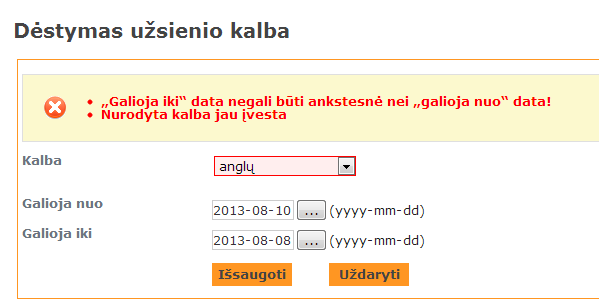 Dėstymas užsienio kalba
• „Galioja iki“ data negali būti ankstesnė nei „galioja nuo“ data!
• Nurodyta kalba jau įvesta
Kalba anglų
Galioja nuo 2013-08-10 ... (yyyy-mm-dd)
Galioja iki 2013-08-08 ... (yyyy-mm-dd)
Išsaugoti Uždaryti